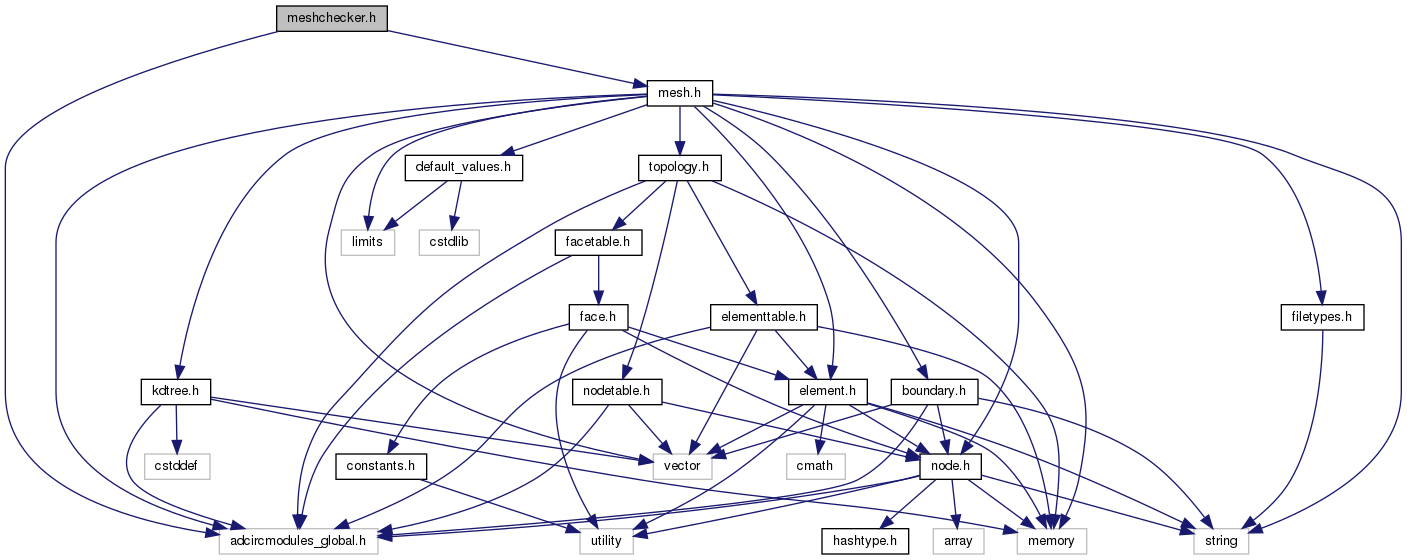 meshchecker.h
mesh.h
default_values.h
topology.h
limits
cstdlib
facetable.h
face.h
elementtable.h
filetypes.h
kdtree.h
nodetable.h
element.h
boundary.h
cstddef
constants.h
vector
cmath
node.h
adcircmodules_global.h
utility
hashtype.h
array
memory
string